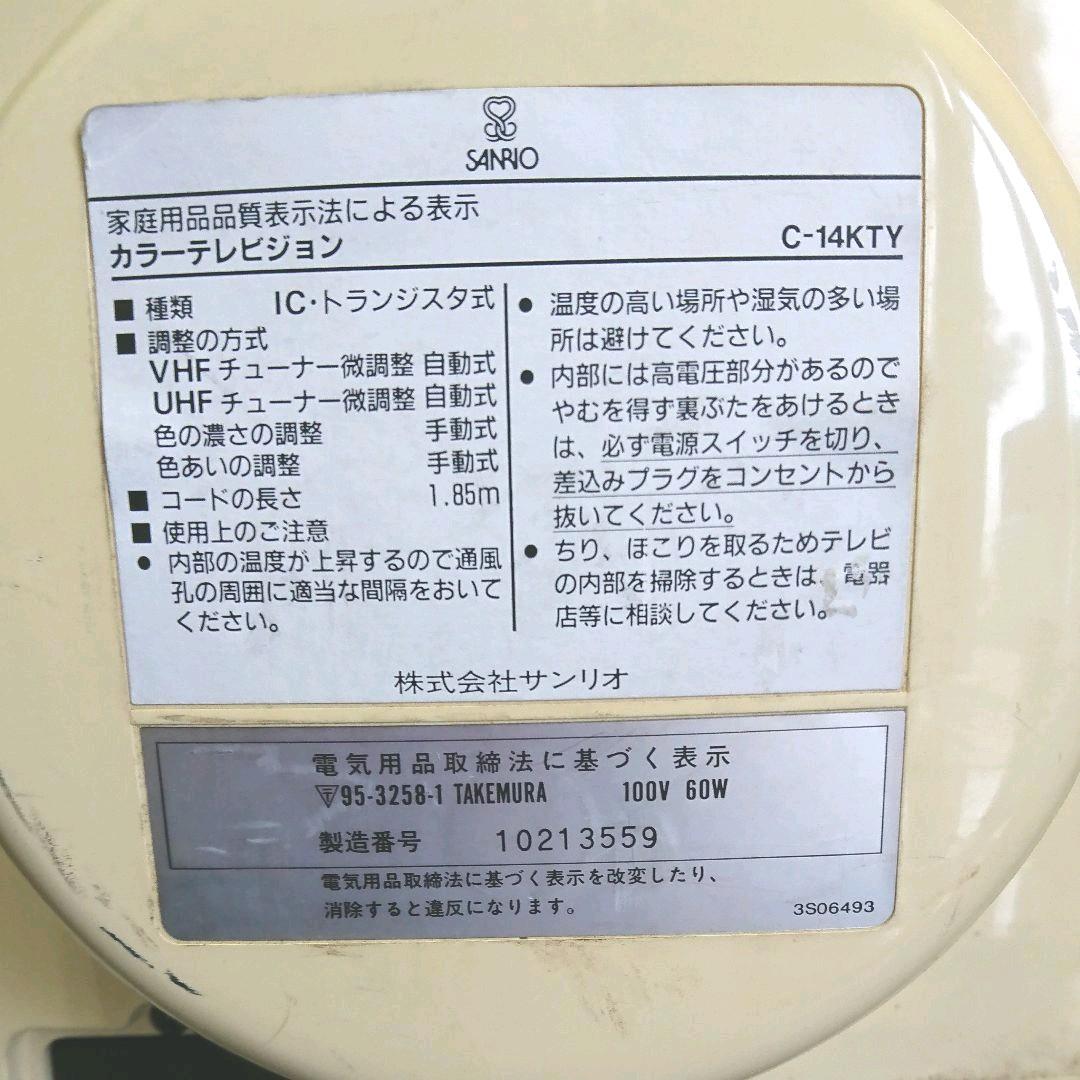 SANRIO
家庭用品品質表示法による表示
カラーテレビジョン
C-14KTY
■ 種類 IC・トランジスタ式
■ 調整の方式
VHF チューナー微調整 自動式
UHF チューナー微調整 自動式
色の濃さの調整 手動式
色あいの調整 手動式
■ コードの長さ 1.85m
■ 使用上のご注意
● 内部の温度が上昇するので通風
孔の周囲に適当な間隔をおいて
ください。
● 温度の高い場所や湿気の多い場
所は避けてください。
● 内部には高電圧部分があるので
やむを得ず裏ぶたをあけるとき
は、必ず電源スイッチを切り、
差込みプラグをコンセントから
抜いてください。
● ちり、ほこりを取るためテレビ
の内部を掃除するときは、電器
店等に相談してください。
株式会社サンリオ
電気用品取締法に基づく表示
〒95-3258-1 TAKEMURA 100V 60W
製造番号 10213559
電気用品取締法に基づく表示を改変したり、
消除すると違反になります。
3S06493